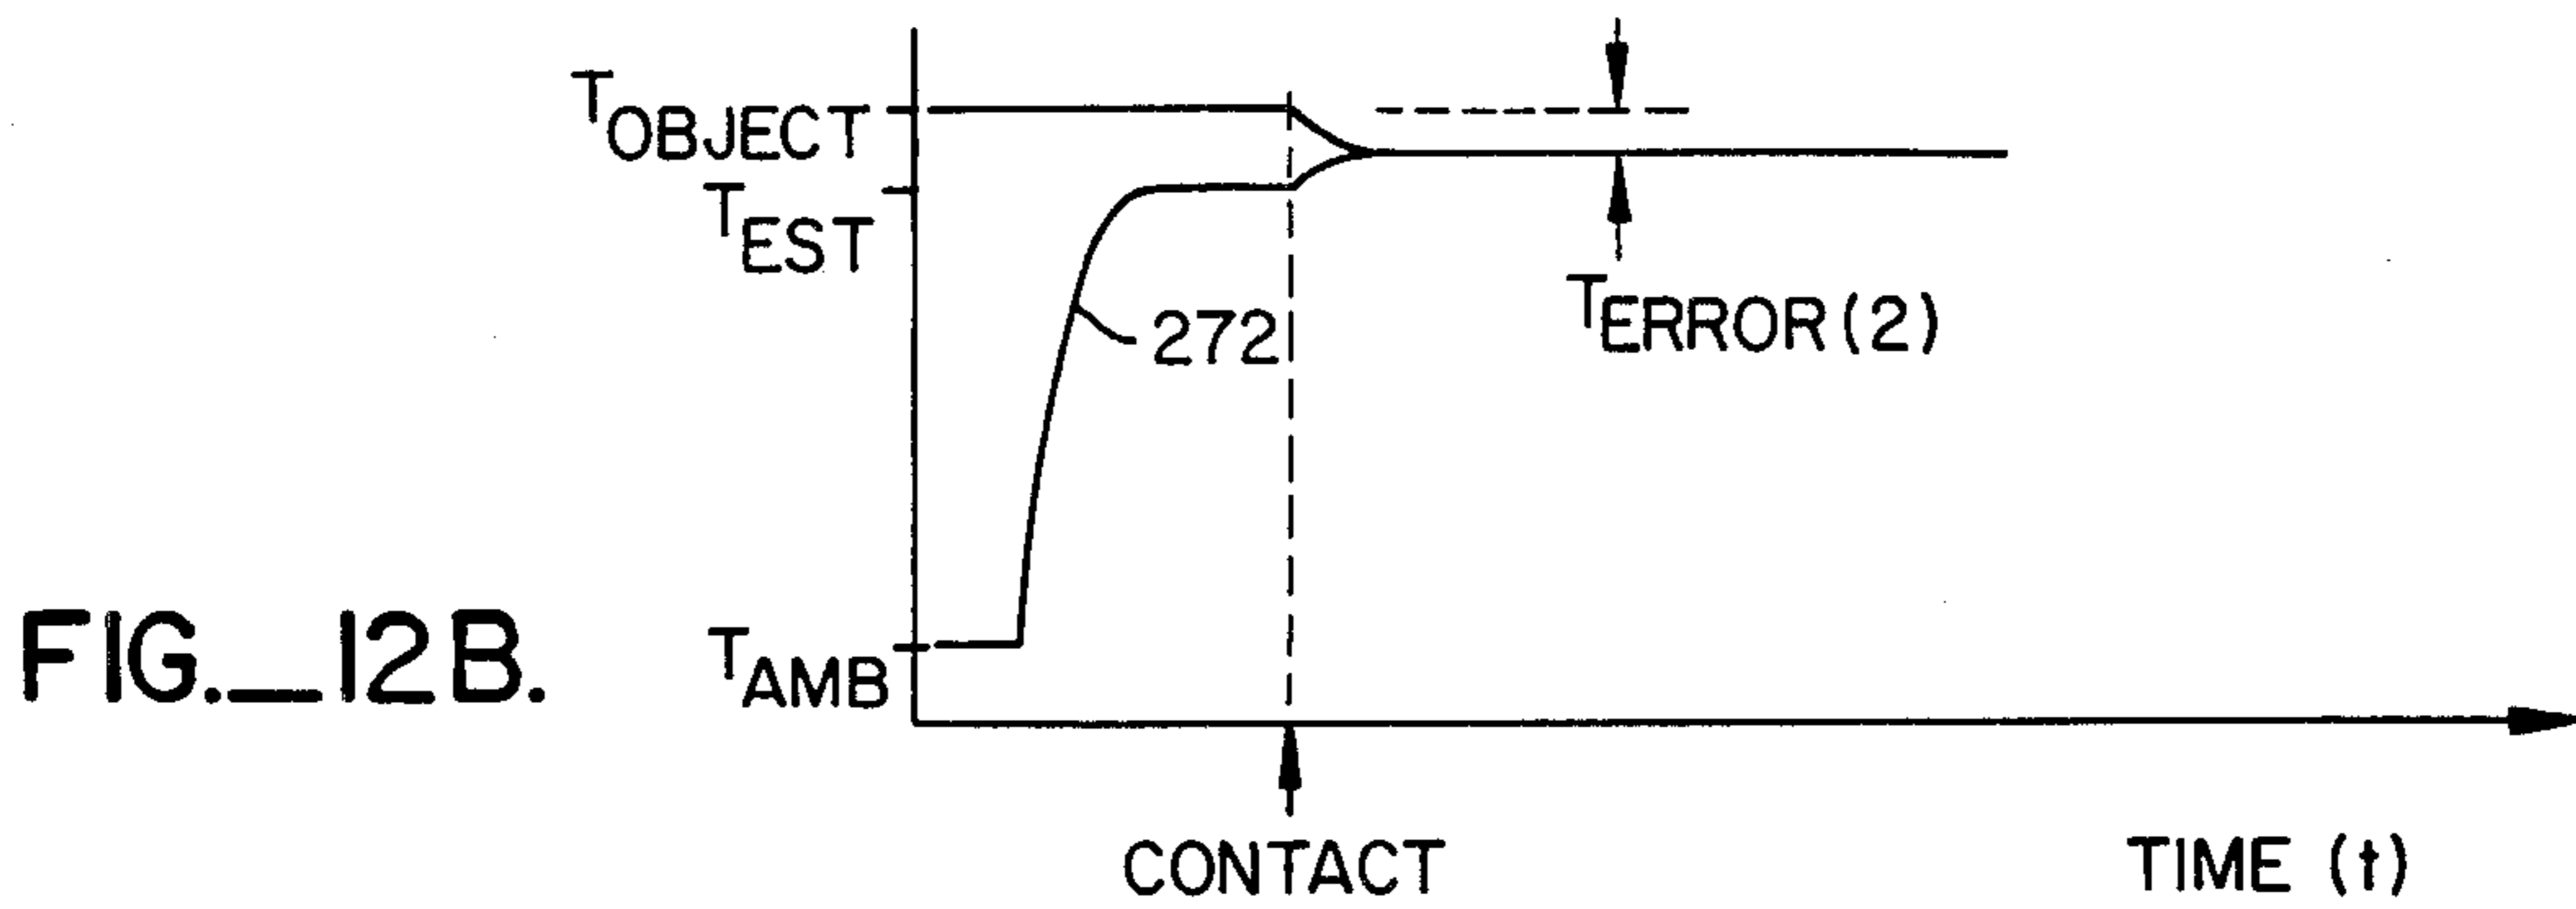 TOBJECT
TEST
272
TERROR(2)
TAMB
FIG._12B.
CONTACT
TIME (t)